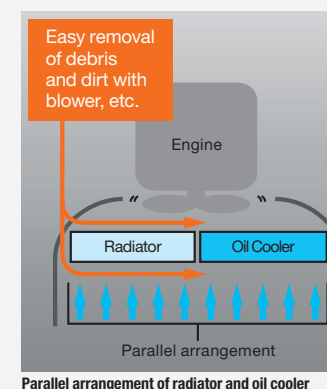 Easy removal
of debris
and dirt with
blower, etc.
Engine
Radiator
Oil Cooler
Parallel arrangement
Parallel arrangement of radiator and oil cooler